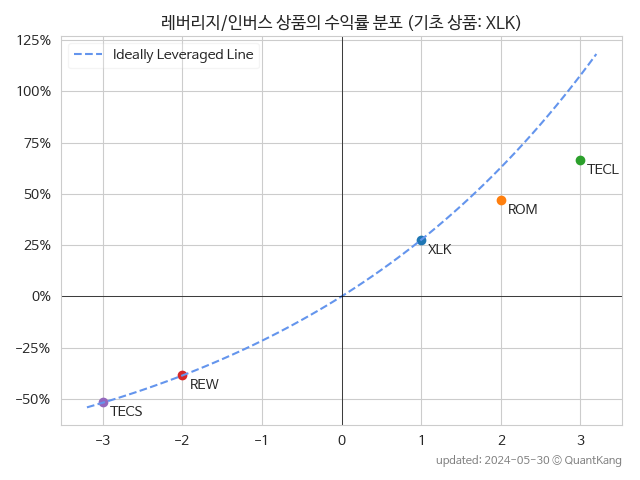 레버리지/인버스 상품의 수익률 분포 (기초 상품: XLK)
125%
Ideally Leveraged Line
100%
75%
TECL
50%
ROM
25%
XLK
0%
−25%
REW
−50%
TECS
−3
−2
−1
0
1
2
3
updated: 2024-05-30 © QuantKang